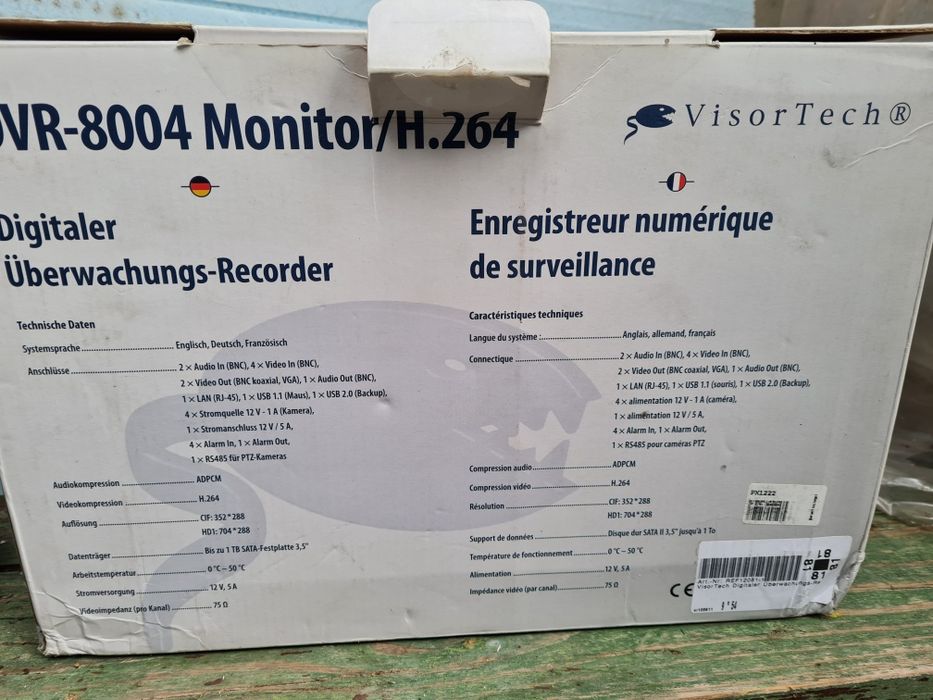 DVR-8004 Monitor/H.264
VisorTech®
Digitaler
Überwachungs-Recorder
Technische Daten
Systemsprache Englisch, Deutsch, Französisch
Anschlüsse 2 × Audio In (BNC), 4 × Video In (BNC),
2 × Video Out (BNC koaxial, VGA), 1 × Audio Out (BNC),
1 × LAN (RJ-45), 1 × USB 1.1 (Maus), 1 × USB 2.0 (Backup),
4 × Stromquelle 12 V - 1 A (Kamera),
1 × Stromanschluss 12 V / 5 A,
4 × Alarm In, 1 × Alarm Out,
1 × RS485 für PTZ-Kameras
Audiokompression ADPCM
Videokompression H.264
Auflösung CIF: 352*288
HD1: 704*288
Datenträger Bis zu 1 TB SATA-Festplatte 3,5"
Arbeitstemperatur 0 °C ~ 50 °C
Stromversorgung 12 V, 5 A
Videoimpedanz (pro Kanal) 75 Ω
Enregistreur numérique
de surveillance
Caractéristiques techniques
Langue du système : Anglais, allemand, français
Connectique 2 × Audio In (BNC), 4 × Video In (BNC),
2 × Video Out (BNC coaxial, VGA), 1 × Audio Out (BNC),
1 × LAN (RJ-45), 1 × USB 1.1 (souris), 1 × USB 2.0 (Backup),
4 × alimentation 12 V - 1 A (caméra),
1 × alimentation 12 V / 5 A,
4 × Alarm In, 1 × Alarm Out,
1 × RS485 pour caméras PTZ
Compression audio ADPCM
Compression vidéo H.264
Résolution CIF: 352*288
HD1: 704*288
Support de données Disque dur SATA II 3,5" jusqu'à 1 To
Température de fonctionnement 0 °C ~ 50 °C
Alimentation 12 V, 5 A
Impédance vidéo (par canal) 75 Ω
PX1222
CE
81
81
81
VisorTech Digitaler Überwachungs-Re